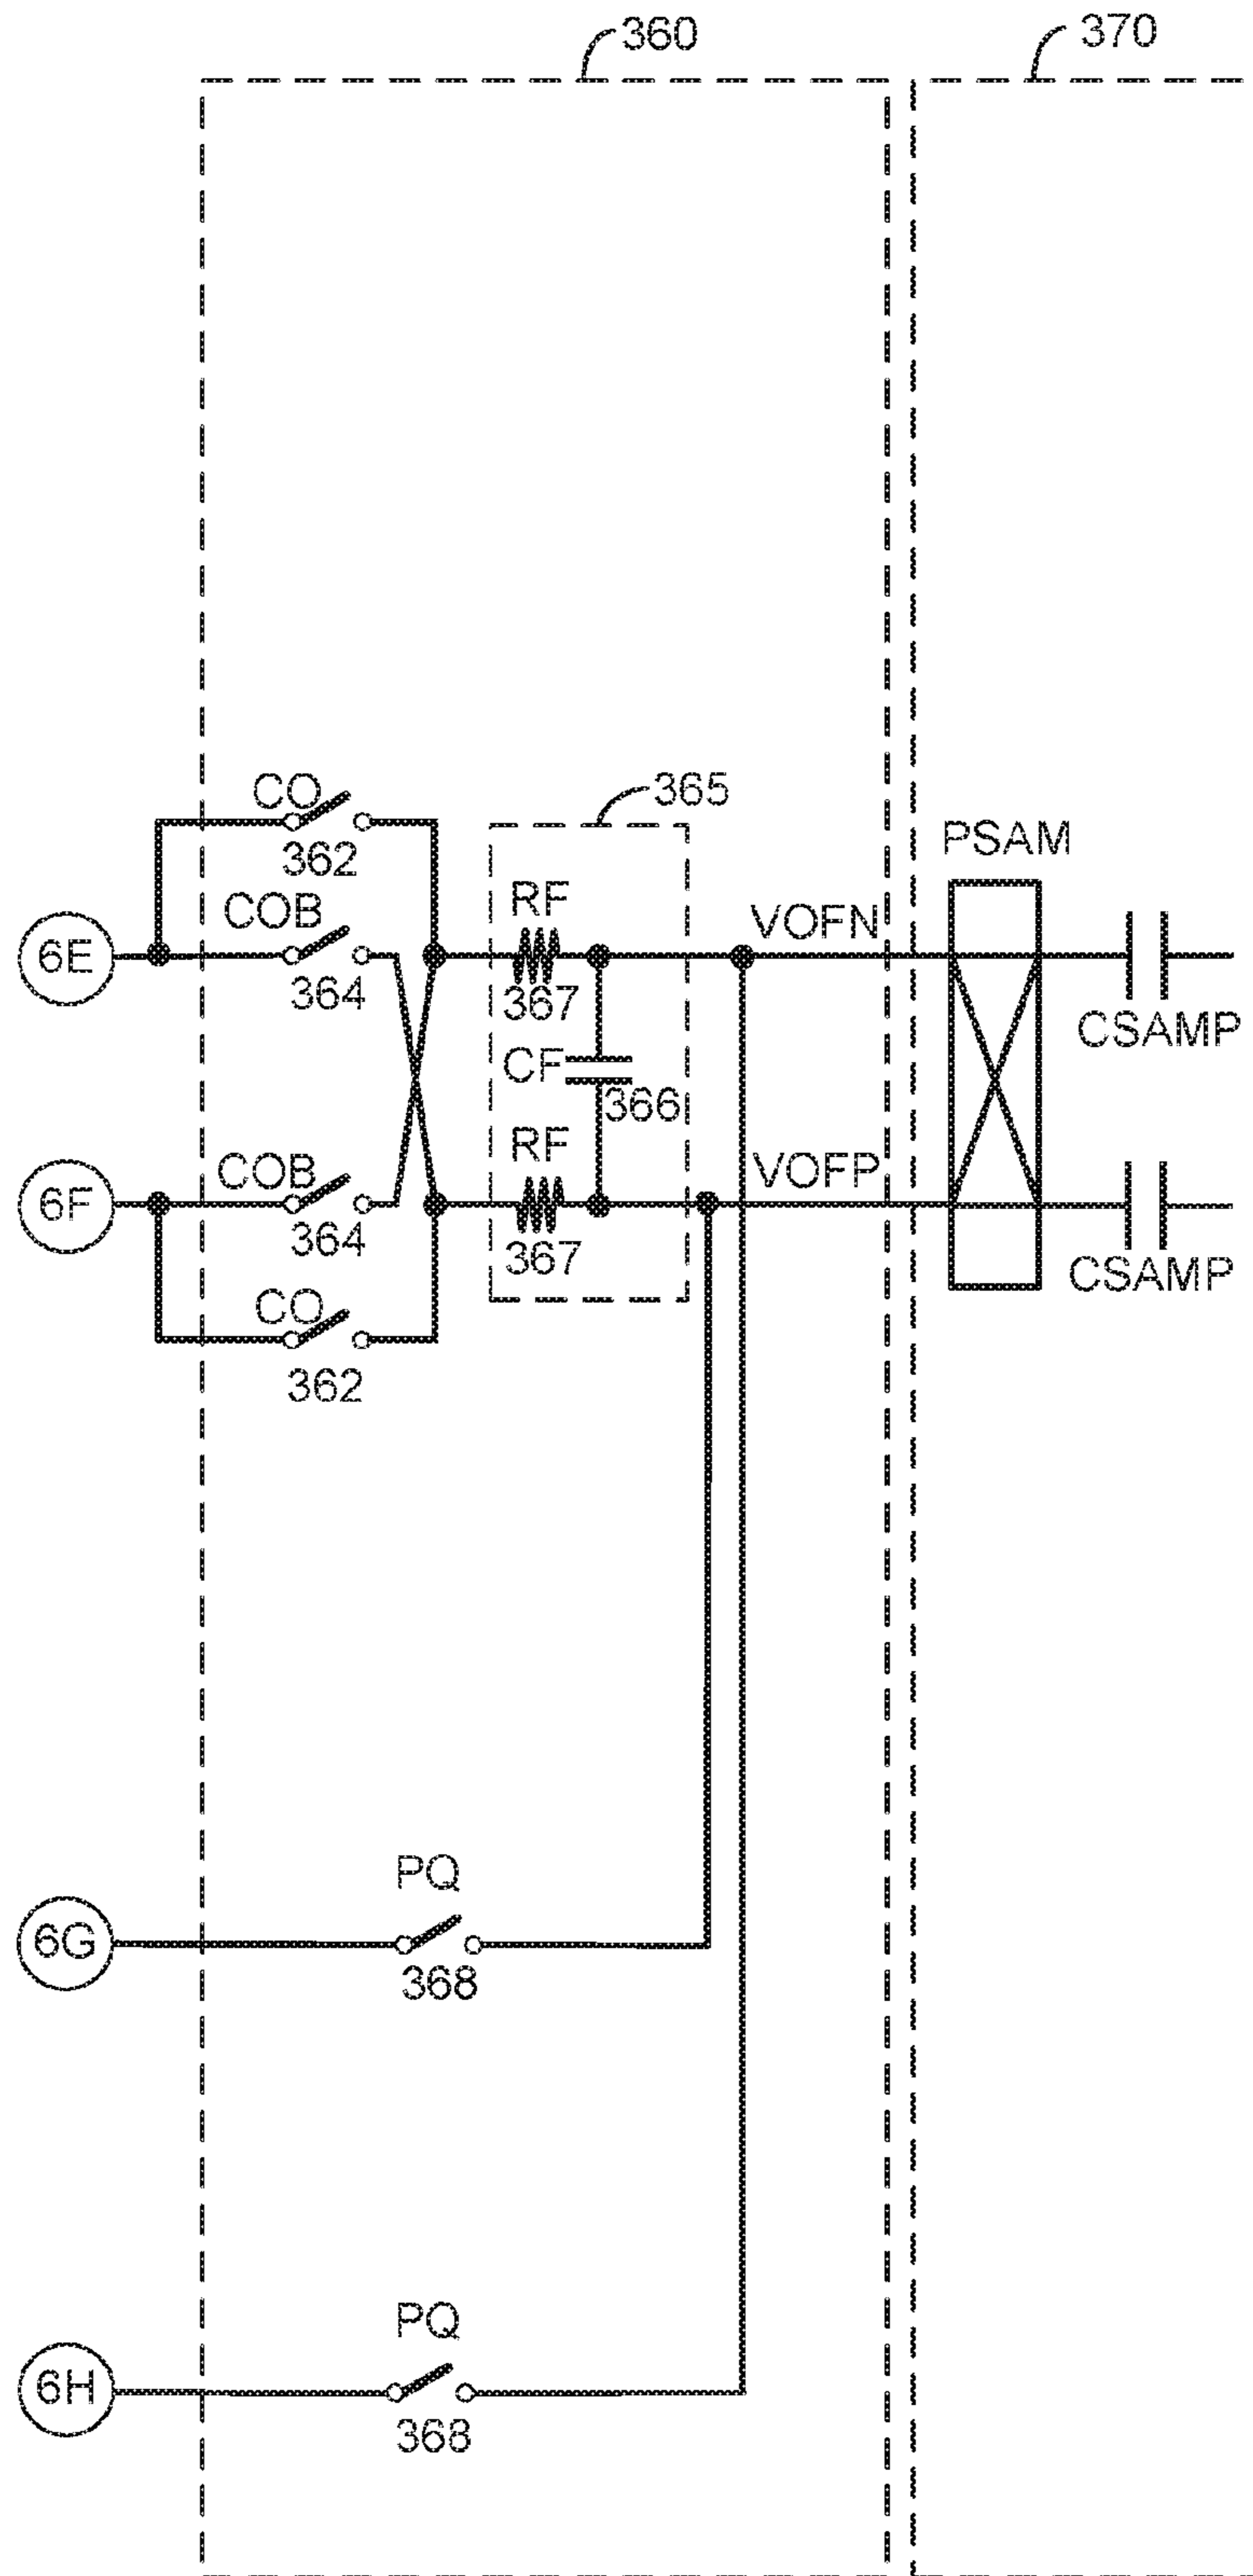 360
370
CO
362
365
PSAM
COB
RF
VOFN
6E
364
367
CSAMP
CF
366
COB
RF
VOFP
6F
364
367
CSAMP
CO
362
PQ
6G
368
PQ
6H
368